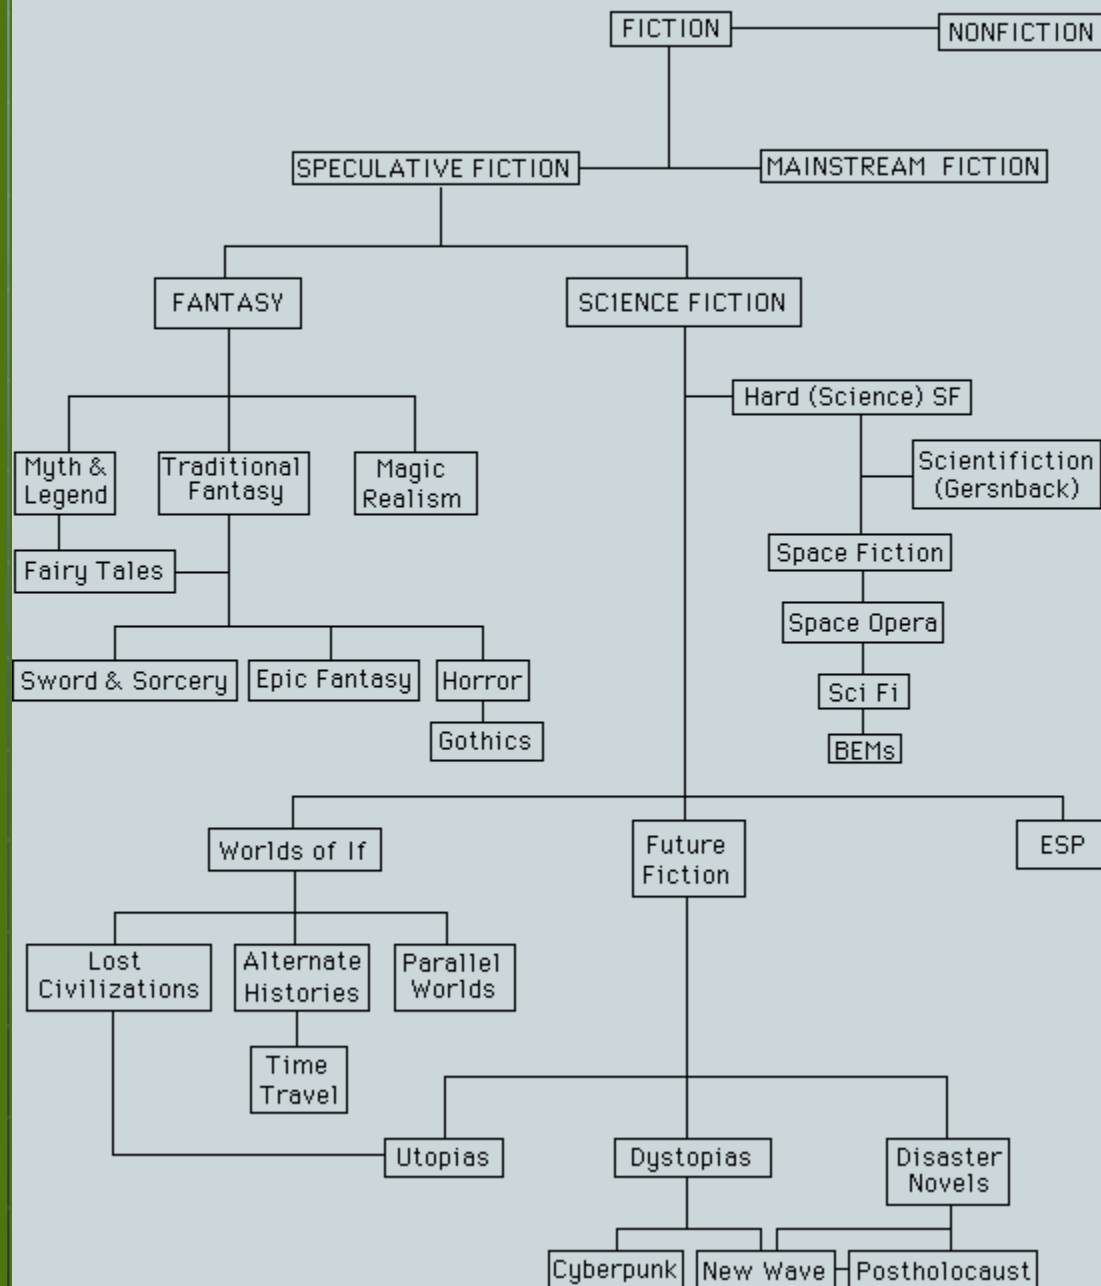 FICTION
NONFICTION
SPECULATIVE FICTION
MAINSTREAM FICTION
FANTASY
SC1ENCE FICTION
Hard (Science) SF
Myth &
Legend
Traditional
Fantasy
Magic
Realism
Scientifiction
(Gersnback)
Fairy Tales
Space Fiction
Space Opera
Sword & Sorcery
Epic Fantasy
Horror
Sci Fi
Gothics
BEMs
Worlds of If
Future
Fiction
ESP
Lost
Civilizations
Alternate
Histories
Parallel
Worlds
Time
Travel
Utopias
Dystopias
Disaster
Novels
Cyberpunk
New Wave
Postholocaust